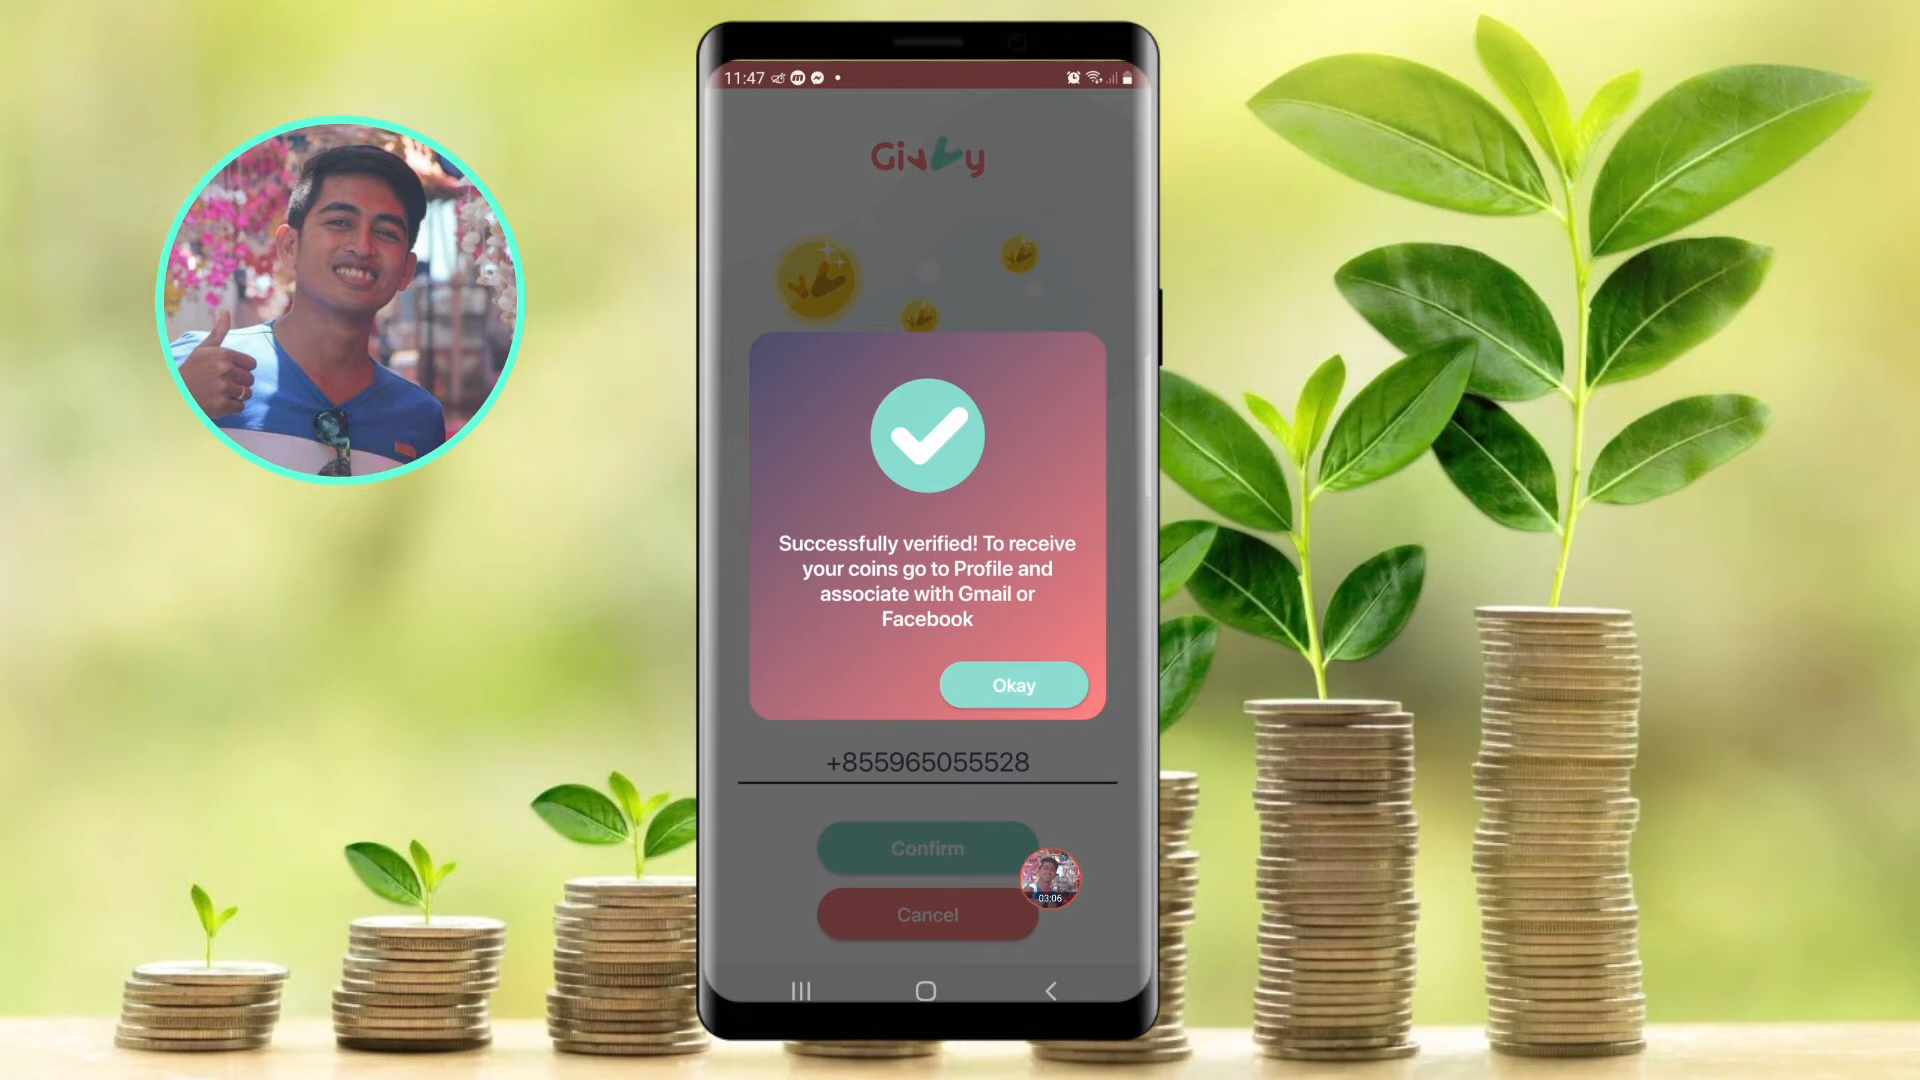 11:47
Givvy
Successfully verified! To receive
your coins go to Profile and
associate with Gmail or
Facebook
Okay
+855965055528
Confirm
03:06
Cancel